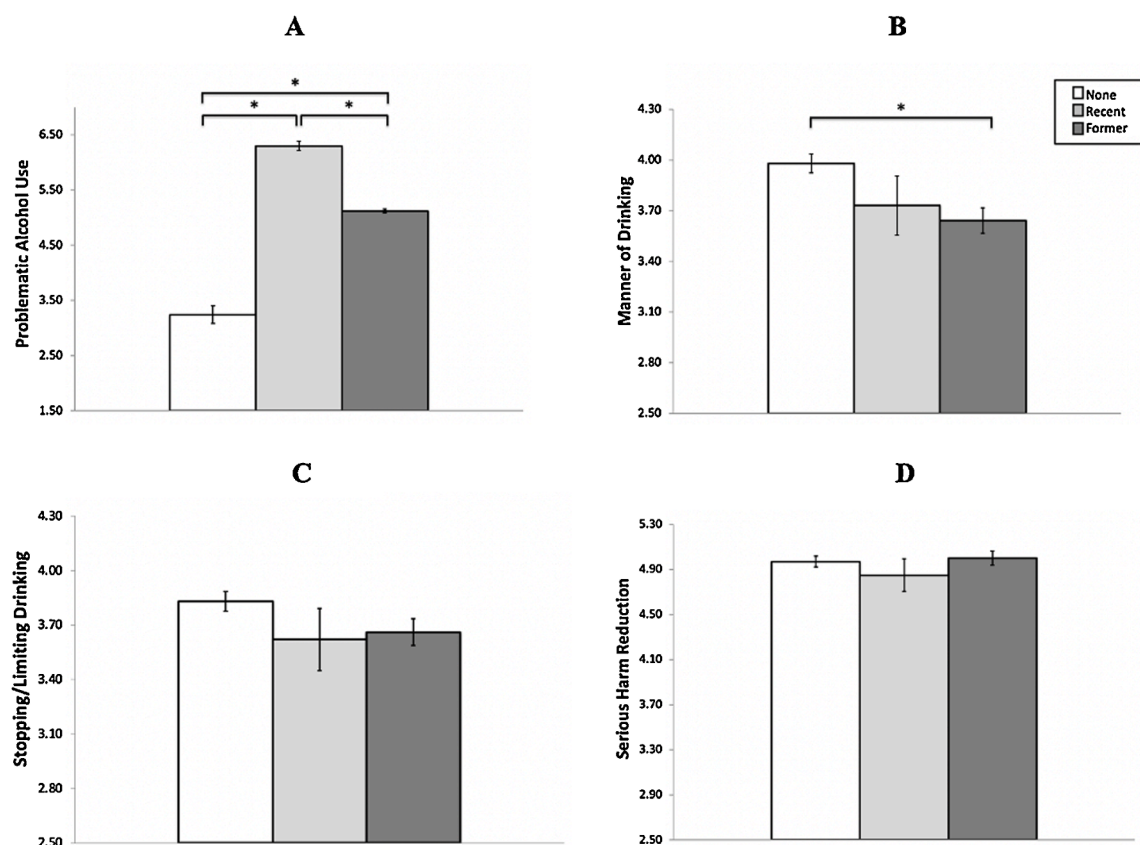 A
*
*
*
6.50
5.50
4.50
3.50
2.50
1.50
Problematic Alcohol Use
B
None
Recent
Former
*
4.30
4.00
3.70
3.40
3.10
2.80
2.50
Manner of Drinking
C
4.30
4.00
3.70
3.40
3.10
2.80
2.50
Stopping/Limiting Drinking
D
5.30
4.90
4.50
4.10
3.70
3.30
2.90
2.50
Serious Harm Reduction